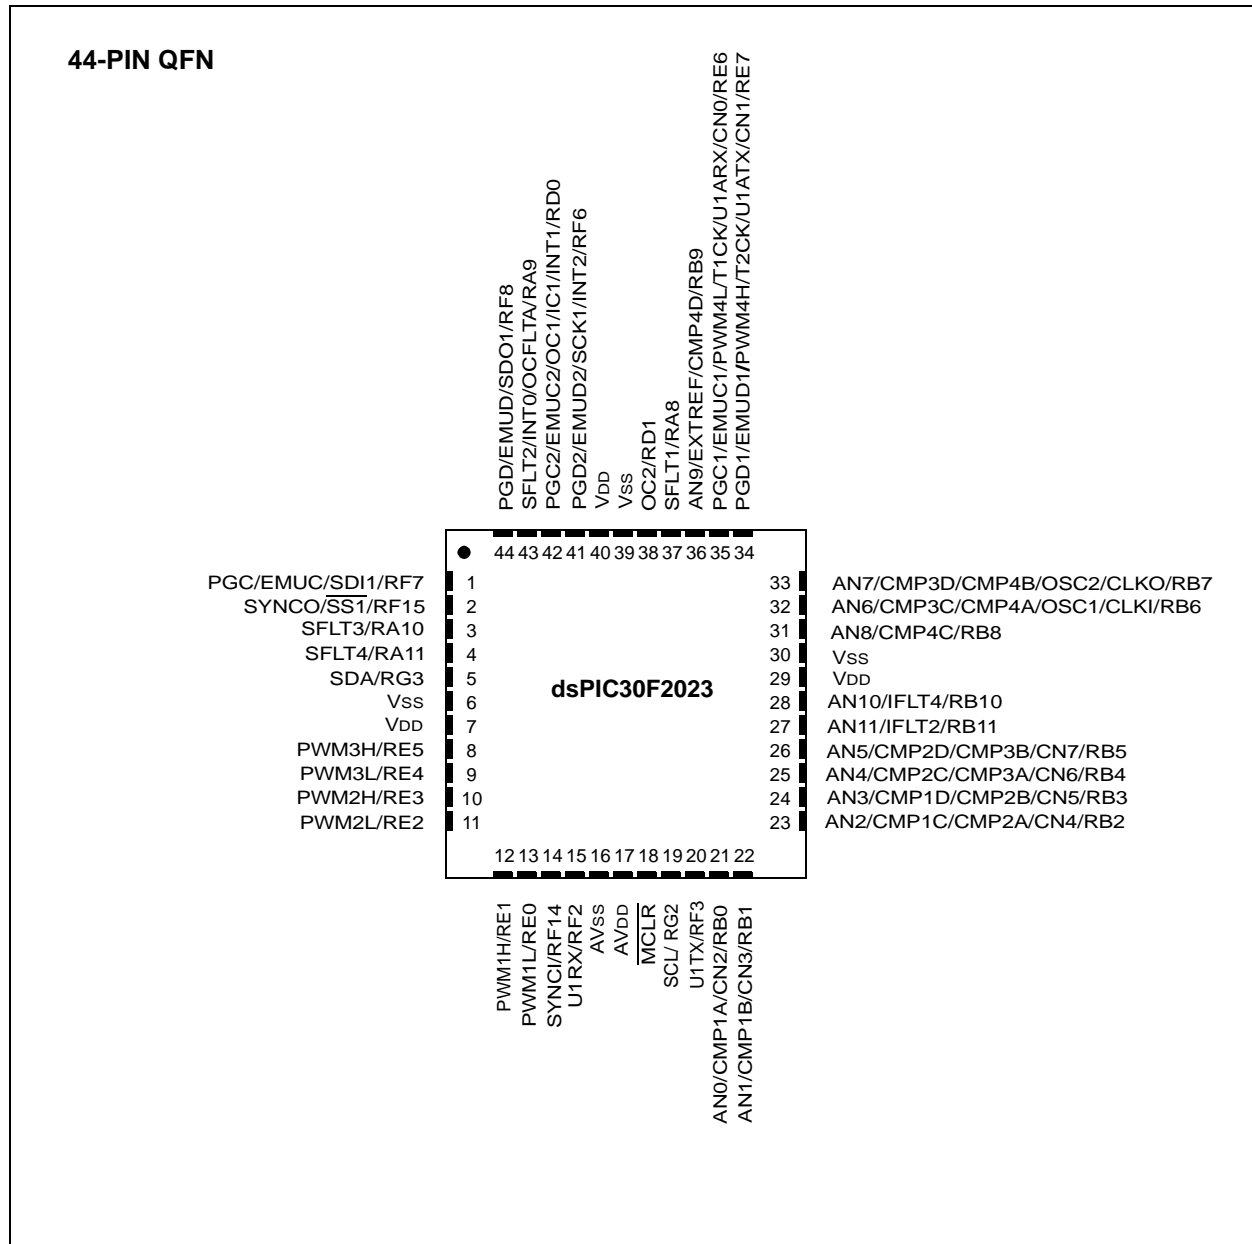 44-PIN QFN
PGD/EMUD/SDO1/RF8
SFLT2/INT0/OCFLTA/RA9
PGC2/EMUC2/OC1/IC1/INT1/RD0
PGD2/EMUD2/SCK1/INT2/RF6
VDD
VSS
OC2/RD1
SFLT1/RA8
AN9/EXTREF/CMP4D/RB9
PGC1/EMUC1/PWM4L/T1CK/U1ARX/CN0/RE6
PGD1/EMUD1/PWM4H/T2CK/U1ATX/CN1/RE7
44 43 42 41 40 39 38 37 36 35 34
PGC/EMUC/SDI1/RF7 1 33 AN7/CMP3D/CMP4B/OSC2/CLKO/RB7
SYNCO/SS1/RF15 2 32 AN6/CMP3C/CMP4A/OSC1/CLKI/RB6
SFLT3/RA10 3 31 AN8/CMP4C/RB8
SFLT4/RA11 4 30 VSS
SDA/RG3 5 dsPIC30F2023 29 VDD
VSS 6 28 AN10/IFLT4/RB10
VDD 7 27 AN11/IFLT2/RB11
PWM3H/RE5 8 26 AN5/CMP2D/CMP3B/CN7/RB5
PWM3L/RE4 9 25 AN4/CMP2C/CMP3A/CN6/RB4
PWM2H/RE3 10 24 AN3/CMP1D/CMP2B/CN5/RB3
PWM2L/RE2 11 23 AN2/CMP1C/CMP2A/CN4/RB2
12 13 14 15 16 17 18 19 20 21 22
PWM1H/RE1
PWM1L/RE0
SYNCI/RF14
U1RX/RF2
AVSS
AVDD
MCLR
SCL/ RG2
U1TX/RF3
AN0/CMP1A/CN2/RB0
AN1/CMP1B/CN3/RB1